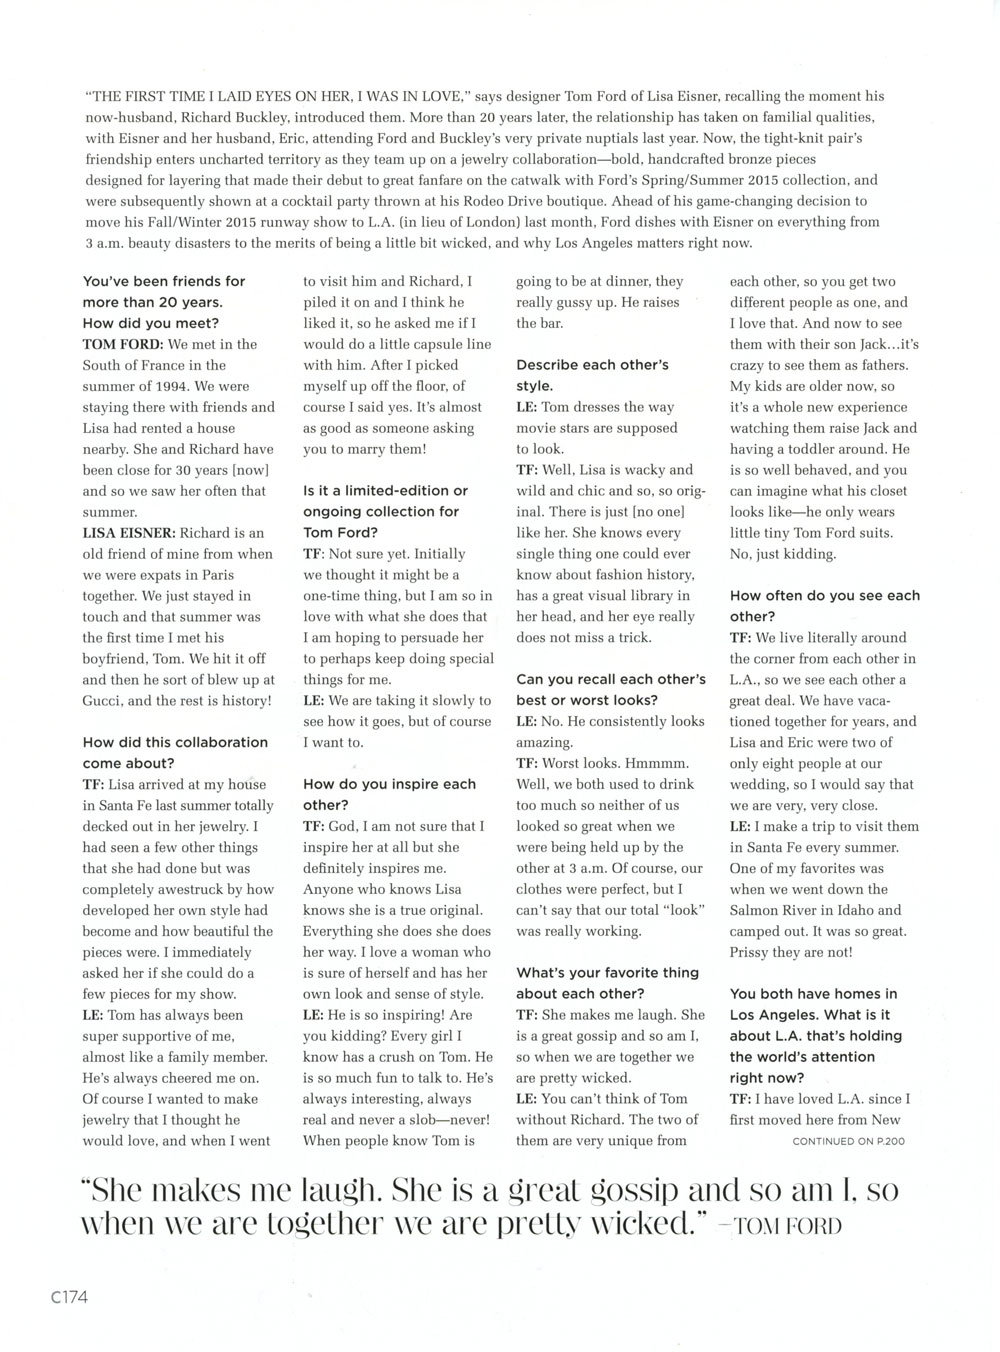 “THE FIRST TIME I LAID EYES ON HER, I WAS IN LOVE,” says designer Tom Ford of Lisa Eisner, recalling the moment his
now-husband, Richard Buckley, introduced them. More than 20 years later, the relationship has taken on familial qualities,
with Eisner and her husband, Eric, attending Ford and Buckley’s very private nuptials last year. Now, the tight-knit pair’s
friendship enters uncharted territory as they team up on a jewelry collaboration—bold, handcrafted bronze pieces
designed for layering that made their debut to great fanfare on the catwalk with Ford’s Spring/Summer 2015 collection, and
were subsequently shown at a cocktail party thrown at his Rodeo Drive boutique. Ahead of his game-changing decision to
move his Fall/Winter 2015 runway show to L.A. (in lieu of London) last month, Ford dishes with Eisner on everything from
3 a.m. beauty disasters to the merits of being a little bit wicked, and why Los Angeles matters right now.
You’ve been friends for
more than 20 years.
How did you meet?
TOM FORD: We met in the
South of France in the
summer of 1994. We were
staying there with friends and
Lisa had rented a house
nearby. She and Richard have
been close for 30 years [now]
and so we saw her often that
summer.
LISA EISNER: Richard is an
old friend of mine from when
we were expats in Paris
together. We just stayed in
touch and that summer was
the first time I met his
boyfriend, Tom. We hit it off
and then he sort of blew up at
Gucci, and the rest is history!
How did this collaboration
come about?
TF: Lisa arrived at my house
in Santa Fe last summer totally
decked out in her jewelry. I
had seen a few other things
that she had done but was
completely awestruck by how
developed her own style had
become and how beautiful the
pieces were. I immediately
asked her if she could do a
few pieces for my show.
LE: Tom has always been
super supportive of me,
almost like a family member.
He’s always cheered me on.
Of course I wanted to make
jewelry that I thought he
would love, and when I went
to visit him and Richard, I
piled it on and I think he
liked it, so he asked me if I
would do a little capsule line
with him. After I picked
myself up off the floor, of
course I said yes. It’s almost
as good as someone asking
you to marry them!
Is it a limited-edition or
ongoing collection for
Tom Ford?
TF: Not sure yet. Initially
we thought it might be a
one-time thing, but I am so in
love with what she does that
I am hoping to persuade her
to perhaps keep doing special
things for me.
LE: We are taking it slowly to
see how it goes, but of course
I want to.
How do you inspire each
other?
TF: God, I am not sure that I
inspire her at all but she
definitely inspires me.
Anyone who knows Lisa
knows she is a true original.
Everything she does she does
her way. I love a woman who
is sure of herself and has her
own look and sense of style.
LE: He is so inspiring! Are
you kidding? Every girl I
know has a crush on Tom. He
is so much fun to talk to. He’s
always interesting, always
real and never a slob—never!
When people know Tom is
going to be at dinner, they
really gussy up. He raises
the bar.
Describe each other’s
style.
LE: Tom dresses the way
movie stars are supposed
to look.
TF: Well, Lisa is wacky and
wild and chic and so, so orig-
inal. There is just [no one]
like her. She knows every
single thing one could ever
know about fashion history,
has a great visual library in
her head, and her eye really
does not miss a trick.
Can you recall each other’s
best or worst looks?
LE: No. He consistently looks
amazing.
TF: Worst looks. Hmmmm.
Well, we both used to drink
too much so neither of us
looked so great when we
were being held up by the
other at 3 a.m. Of course, our
clothes were perfect, but I
can’t say that our total “look”
was really working.
What’s your favorite thing
about each other?
TF: She makes me laugh. She
is a great gossip and so am I,
so when we are together we
are pretty wicked.
LE: You can’t think of Tom
without Richard. The two of
them are very unique from
each other, so you get two
different people as one, and
I love that. And now to see
them with their son Jack...it’s
crazy to see them as fathers.
My kids are older now, so
it’s a whole new experience
watching them raise Jack and
having a toddler around. He
is so well behaved, and you
can imagine what his closet
looks like—he only wears
little tiny Tom Ford suits.
No, just kidding.
How often do you see each
other?
TF: We live literally around
the corner from each other in
L.A., so we see each other a
great deal. We have vaca-
tioned together for years, and
Lisa and Eric were two of
only eight people at our
wedding, so I would say that
we are very, very close.
LE: I make a trip to visit them
in Santa Fe every summer.
One of my favorites was
when we went down the
Salmon River in Idaho and
camped out. It was so great.
Prissy they are not!
You both have homes in
Los Angeles. What is it
about L.A. that’s holding
the world’s attention
right now?
TF: I have loved L.A. since I
first moved here from New
CONTINUED ON P.200
“She makes me laugh. She is a great gossip and so am I, so
when we are together we are pretty wicked.” –TOM FORD
C174